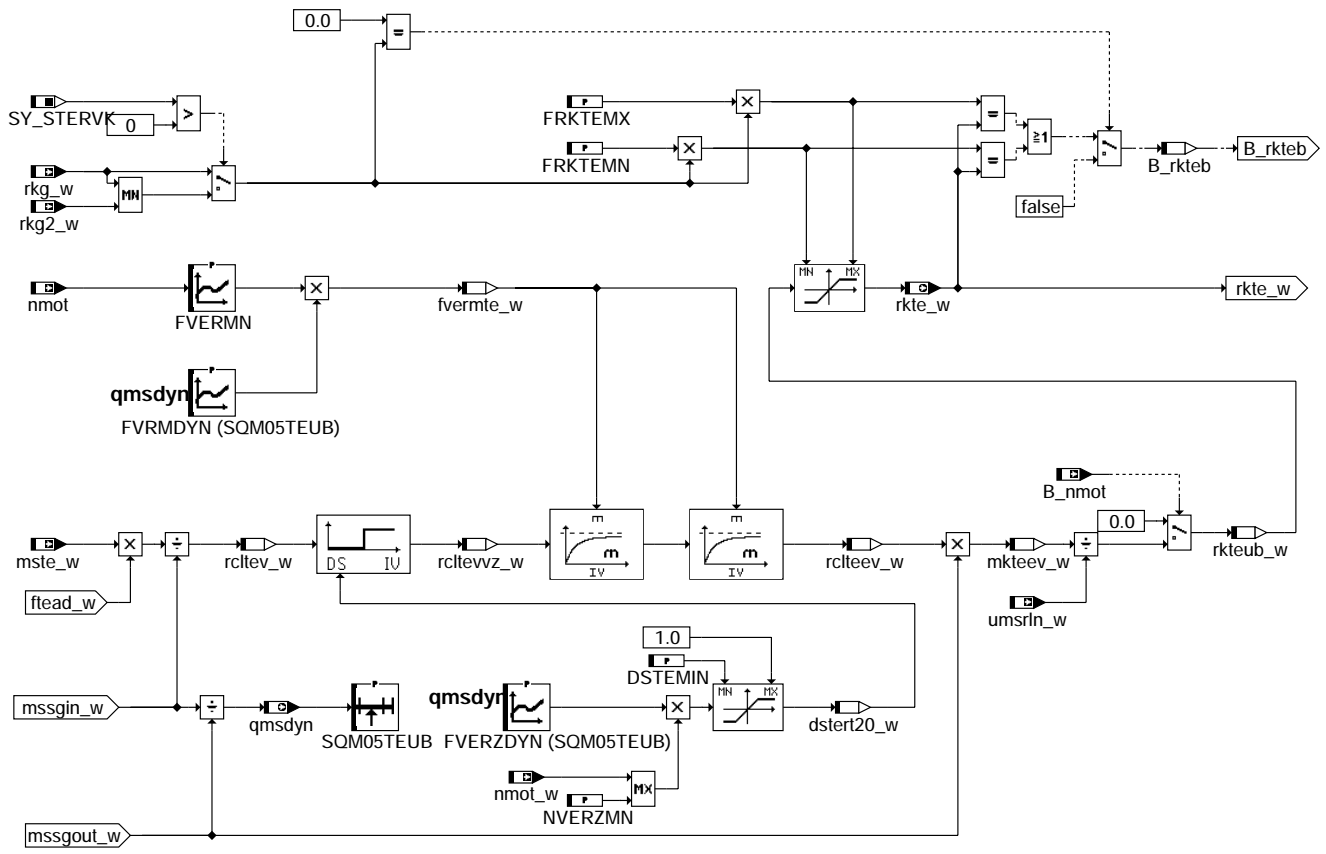 0.0
=
SY_STERVK
0
>
FRKTEMX
×
=
FRKTEMN
×
=
≥1
B_rkteb
B_rkteb
false
rkg_w
MN
rkg2_w
nmot
P
FVERMN
×
fvermte_w
MN MX
rkte_w
rkte_w
qmsdyn
P
FVRMDYN (SQM05TEUB)
B_nmot
0.0
mste_w
×
÷
rcltev_w
DS IV
rcltevvz_w
E
m
IV
E
m
IV
rclteev_w
×
mkteev_w
÷
rkteub_w
ftead_w
umsrln_w
1.0
P
DSTEMIN
mssgin_w
÷
qmsdyn
P
SQM05TEUB
qmsdyn
P
FVERZDYN (SQM05TEUB)
×
MN MX
dstert20_w
nmot_w
P
NVERZMN
MX
mssgout_w